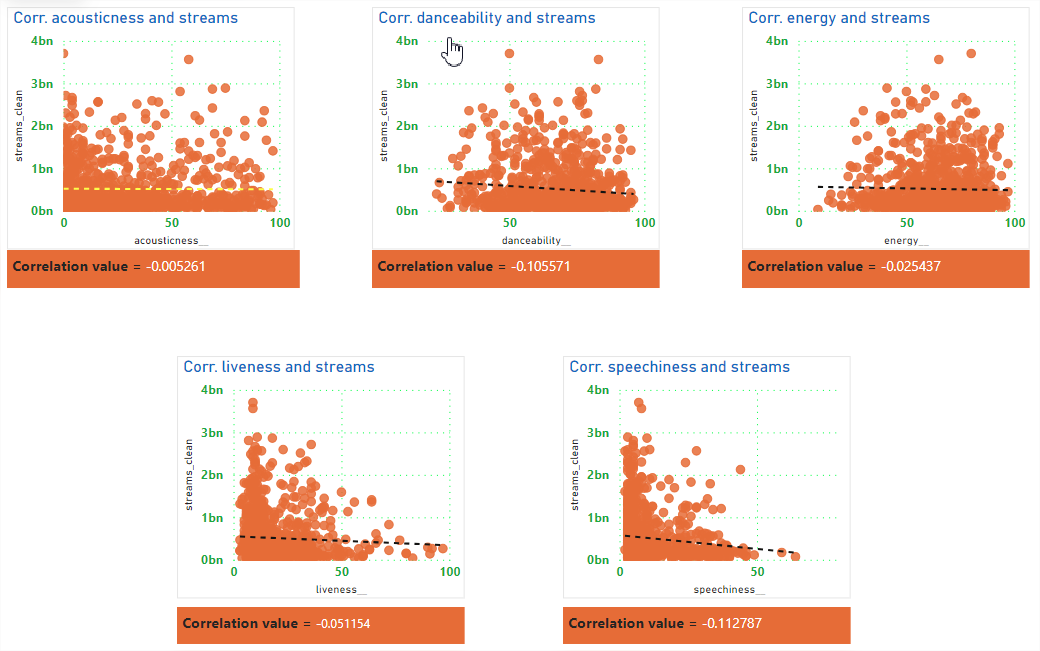 Corr. acousticness and streams
4bn
3bn
2bn
1bn
0bn
streams_clean
0 50 100
acousticness__
Correlation value = -0.005261
Corr. danceability and streams
4bn
3bn
2bn
1bn
0bn
streams_clean
50 100
danceability__
Correlation value = -0.105571
Corr. energy and streams
4bn
3bn
2bn
1bn
0bn
streams_clean
0 50 100
energy__
Correlation value = -0.025437
Corr. liveness and streams
4bn
3bn
2bn
1bn
0bn
streams_clean
0 50 100
liveness__
Correlation value = -0.051154
Corr. speechiness and streams
4bn
3bn
2bn
1bn
0bn
streams_clean
0 50
speechiness__
Correlation value = -0.112787